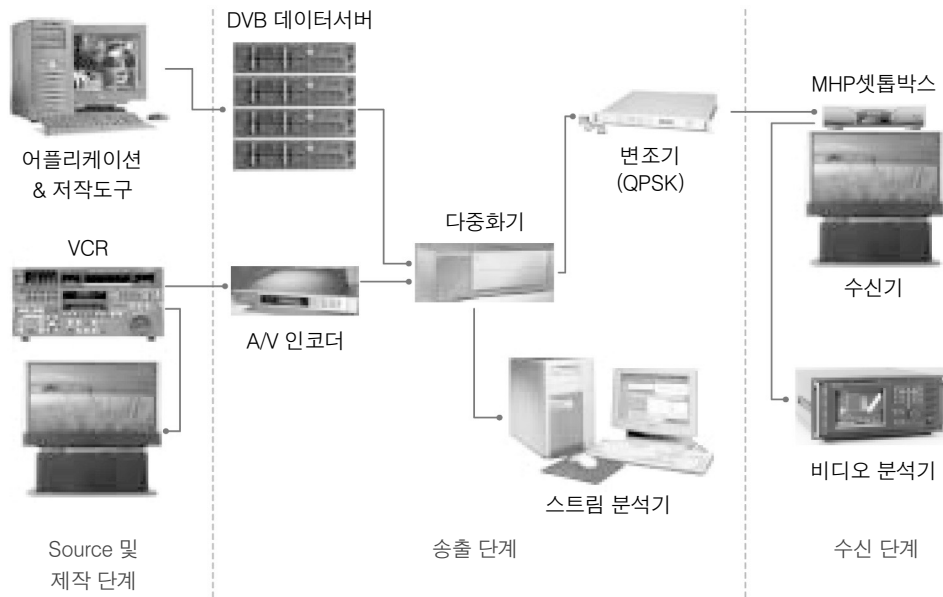 DVB 데이터서버
어플리케이션
& 저작도구
VCR
A/V 인코더
다중화기
변조기
(QPSK)
스트림 분석기
MHP셋톱박스
수신기
비디오 분석기
Source 및
제작 단계
송출 단계
수신 단계